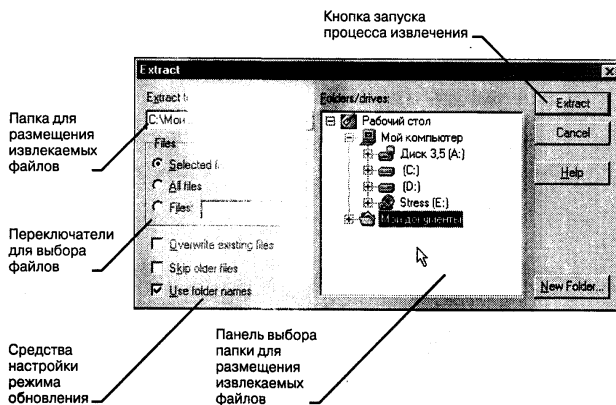 Кнопка запуска
процесса извлечения
Extract
Extract t
C:\Мои
Папка для
размещения
извлекаемых
файлов
Files
Selected f
All files
Files:
Переключатели
для выбора
файлов
Overwrite existing files
Skip older files
Use folder names
Средства
настройки
режима
обновления
Folders/drives:
Рабочий стол
Мой компьютер
Диск 3,5 (A:)
(C:)
(D:)
Stress (E:)
Мои документы
Extract
Cancel
Help
New Folder...
Панель выбора
папки для
размещения
извлекаемых
файлов